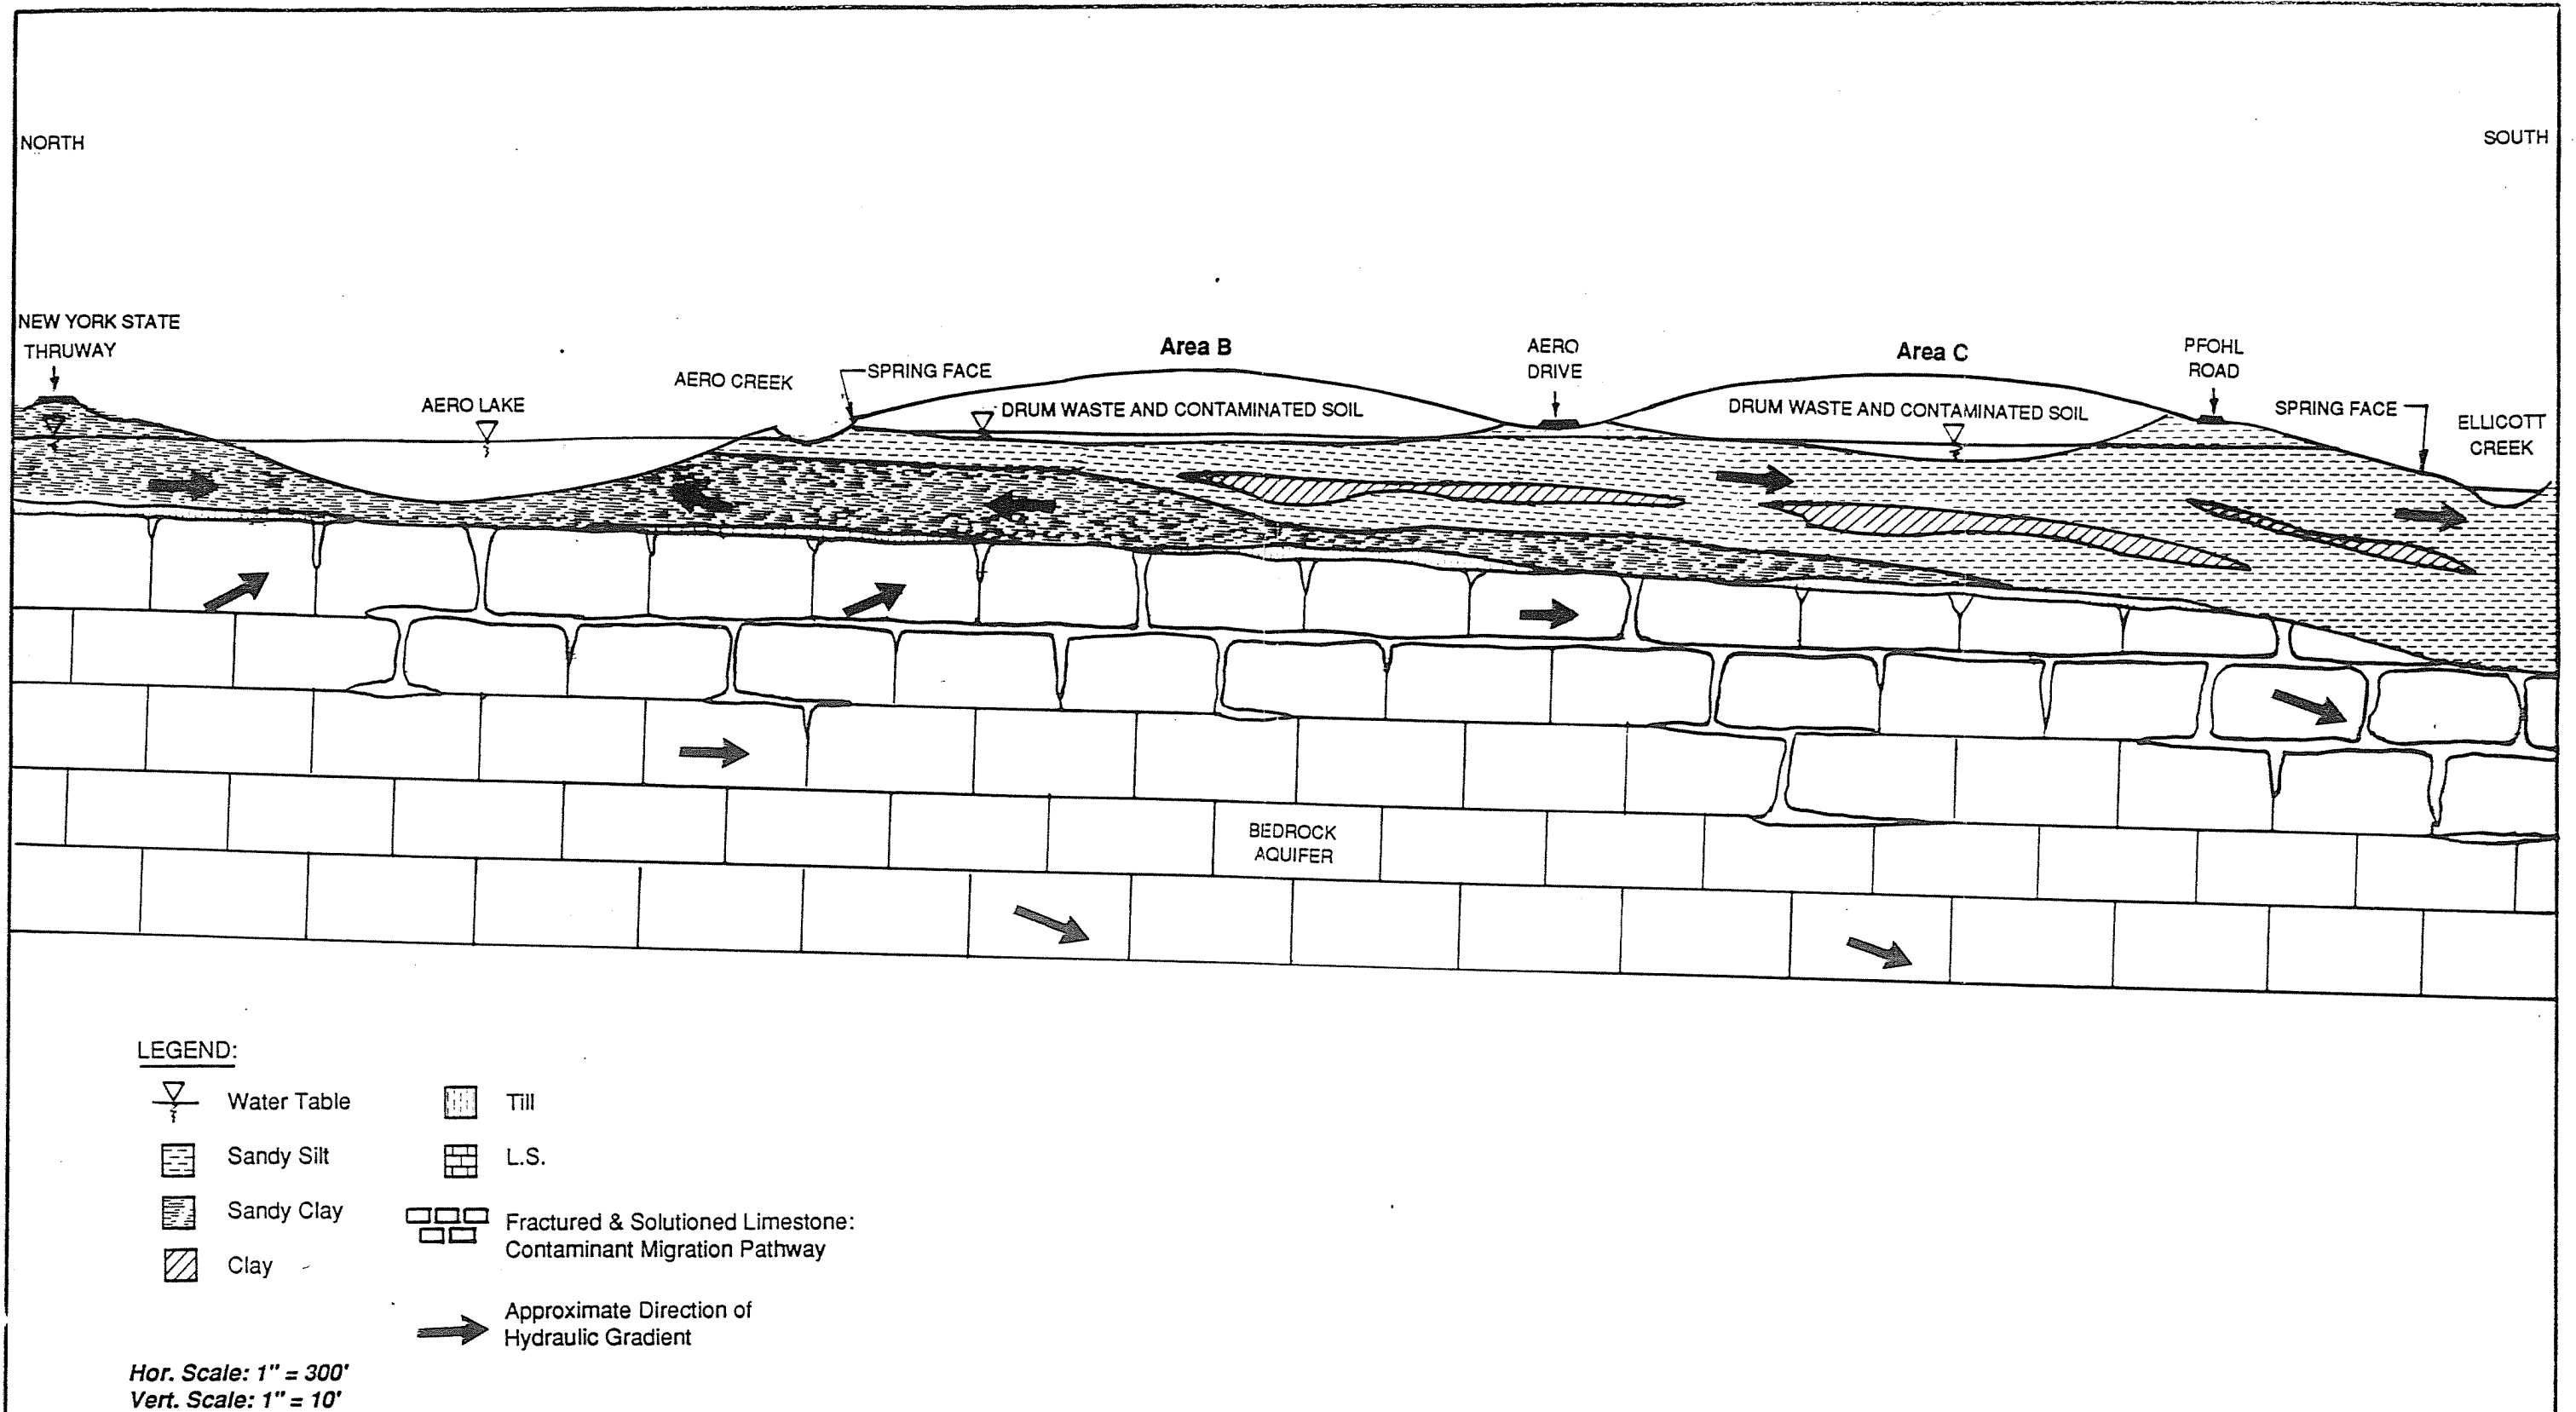 NORTH
SOUTH
NEW YORK STATE
THRUWAY
AERO LAKE
AERO CREEK
SPRING FACE
Area B
DRUM WASTE AND CONTAMINATED SOIL
AERO
DRIVE
Area C
DRUM WASTE AND CONTAMINATED SOIL
PFOHL
ROAD
SPRING FACE
ELLICOTT
CREEK
BEDROCK
AQUIFER
LEGEND:
Water Table
Sandy Silt
Sandy Clay
Clay
Till
L.S.
Fractured & Solutioned Limestone:
Contaminant Migration Pathway
Approximate Direction of
Hydraulic Gradient
Hor. Scale: 1" = 300'
Vert. Scale: 1" = 10'